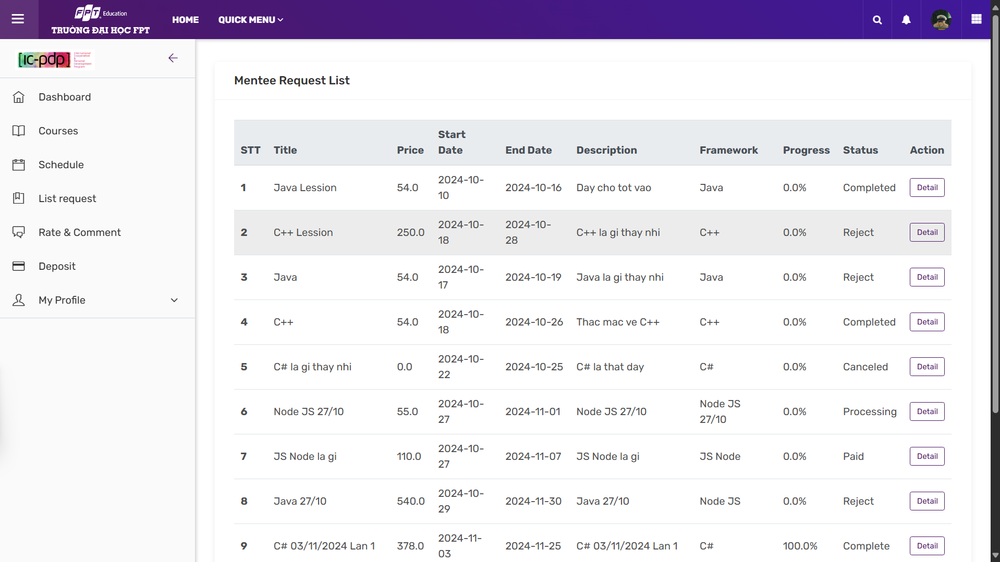 FPT Education
TRƯỜNG ĐẠI HỌC FPT
HOME
QUICK MENU
[ic-pdp]
International
Cooperation
&
Personal
Development
Program
Dashboard
Courses
Schedule
List request
Rate & Comment
Deposit
My Profile
Mentee Request List
STT Title Price Start Date End Date Description Framework Progress Status Action
1 Java Lession 54.0 2024-10-10 2024-10-16 Day cho tot vao Java 0.0% Completed Detail
2 C++ Lession 250.0 2024-10-18 2024-10-28 C++ la gi thay nhi C++ 0.0% Reject Detail
3 Java 54.0 2024-10-17 2024-10-19 Java la gi thay nhi Java 0.0% Reject Detail
4 C++ 54.0 2024-10-18 2024-10-26 Thac mac ve C++ C++ 0.0% Completed Detail
5 C# la gi thay nhi 0.0 2024-10-22 2024-10-25 C# la that day C# 0.0% Canceled Detail
6 Node JS 27/10 55.0 2024-10-27 2024-11-01 Node JS 27/10 Node JS 27/10 0.0% Processing Detail
7 JS Node la gi 110.0 2024-10-27 2024-11-07 JS Node la gi JS Node 0.0% Paid Detail
8 Java 27/10 540.0 2024-10-29 2024-11-30 Java 27/10 Node JS 0.0% Reject Detail
9 C# 03/11/2024 Lan 1 378.0 2024-11-03 2024-11-25 C# 03/11/2024 Lan 1 C# 100.0% Complete Detail